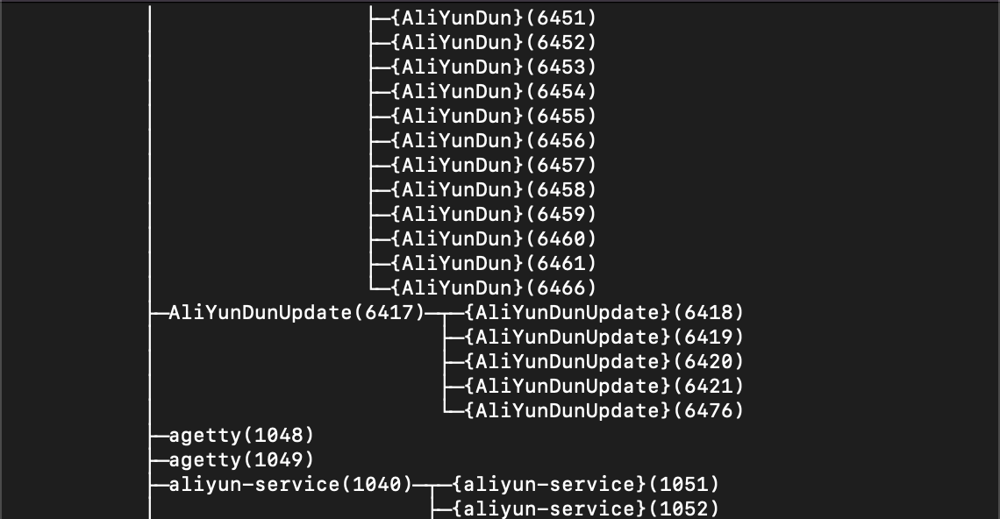 ├─{AliYunDun}(6451)
├─{AliYunDun}(6452)
├─{AliYunDun}(6453)
├─{AliYunDun}(6454)
├─{AliYunDun}(6455)
├─{AliYunDun}(6456)
├─{AliYunDun}(6457)
├─{AliYunDun}(6458)
├─{AliYunDun}(6459)
├─{AliYunDun}(6460)
├─{AliYunDun}(6461)
└─{AliYunDun}(6466)
├─AliYunDunUpdate(6417)─┬─{AliYunDunUpdate}(6418)
├─{AliYunDunUpdate}(6419)
├─{AliYunDunUpdate}(6420)
├─{AliYunDunUpdate}(6421)
└─{AliYunDunUpdate}(6476)
├─agetty(1048)
├─agetty(1049)
├─aliyun-service(1040)─┬─{aliyun-service}(1051)
├─{aliyun-service}(1052)